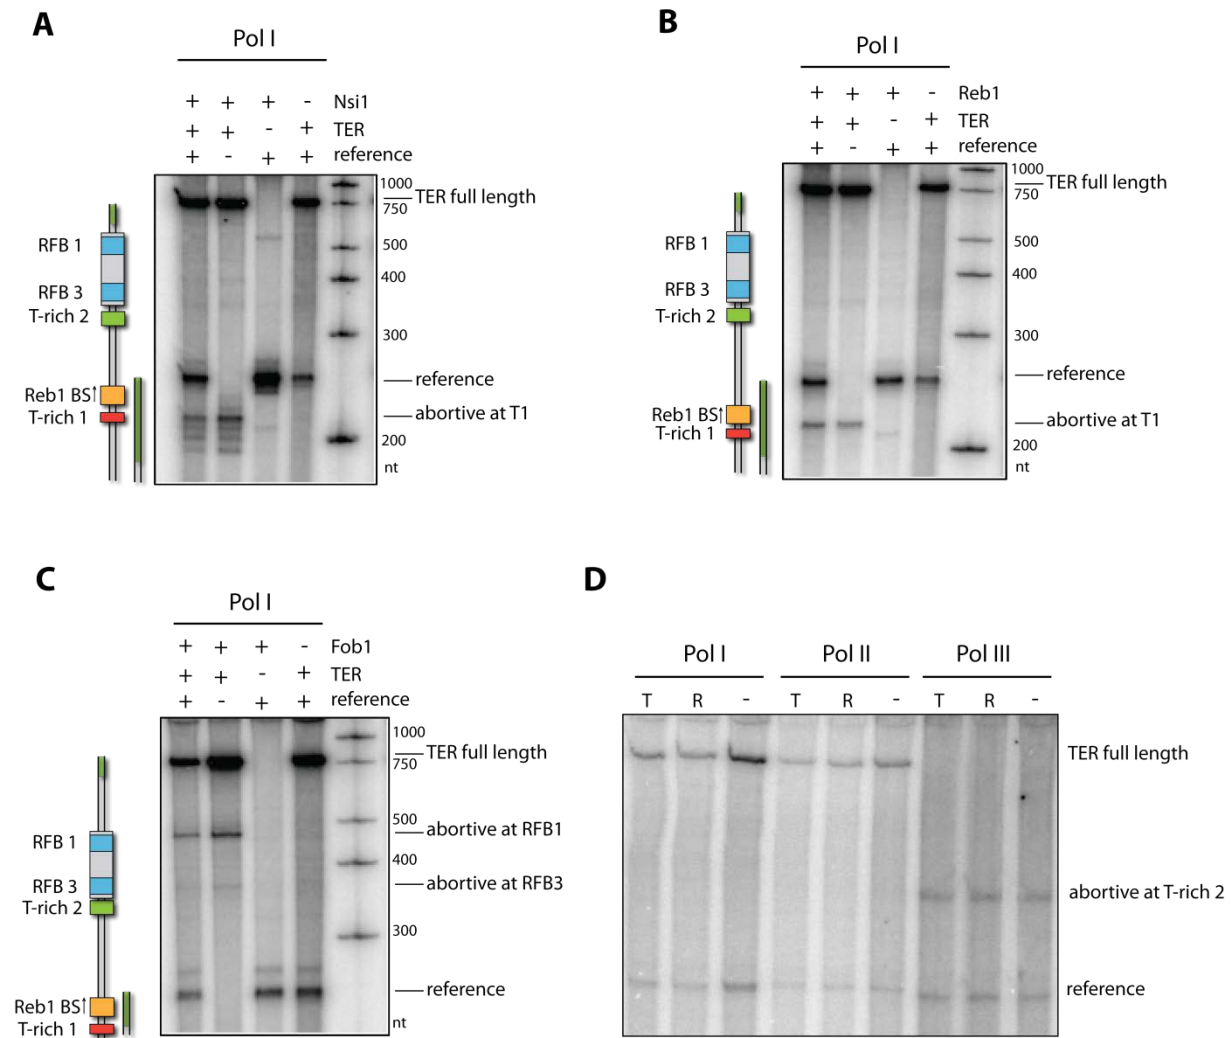 A
Pol I
+ + + - Nsi1
+ + - + TER
+ - + + reference
1000
TER full length
750
500
400
300
reference
abortive at T1
200
nt
RFB 1
RFB 3
T-rich 2
Reb1 BS↑
T-rich 1
B
Pol I
+ + + - Reb1
+ + - + TER
+ - + + reference
1000
TER full length
750
500
400
300
reference
abortive at T1
200
nt
RFB 1
RFB 3
T-rich 2
Reb1 BS↑
T-rich 1
C
Pol I
+ + + - Fob1
+ + - + TER
+ - + + reference
1000
TER full length
750
500
abortive at RFB1
400
abortive at RFB3
300
reference
nt
RFB 1
RFB 3
T-rich 2
Reb1 BS↑
T-rich 1
D
Pol I Pol II Pol III
T R - T R - T R -
TER full length
abortive at T-rich 2
reference